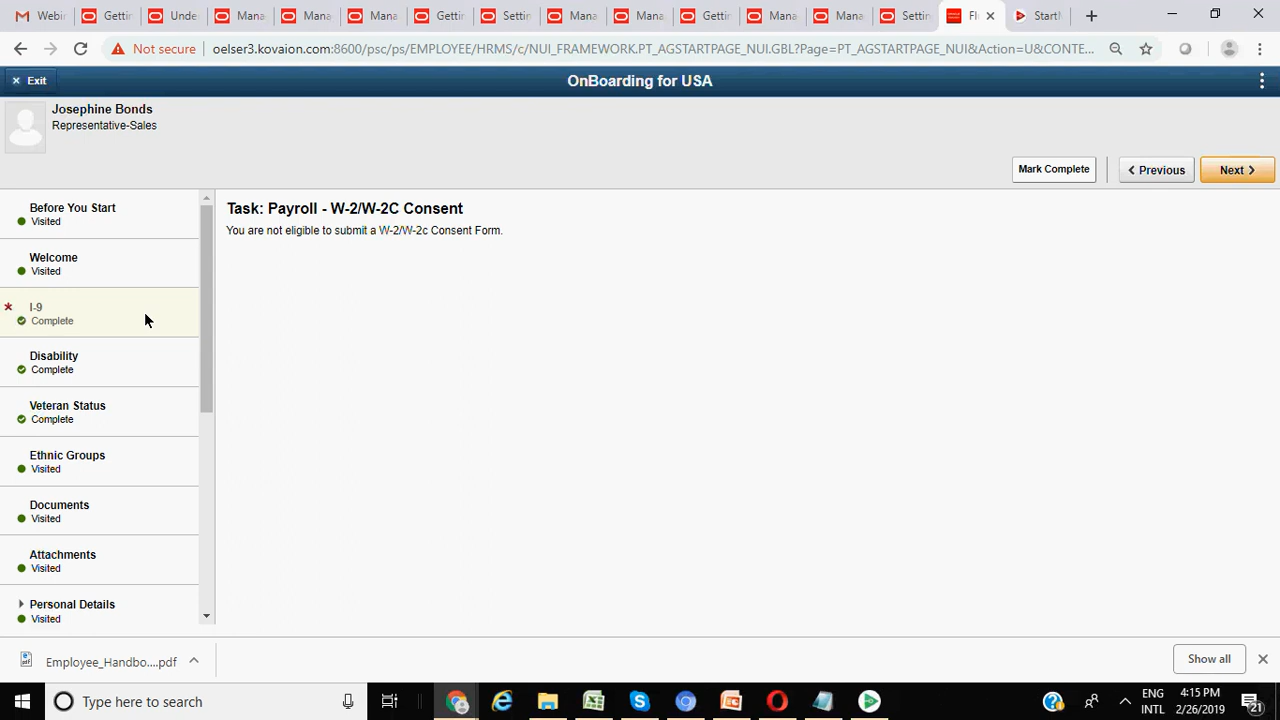 Webir
Gettin
Unde
Mana
Mana
Mana
Gettin
Settin
Mana
Mana
Gettin
Mana
Mana
Settin
Fl
Start
Not secure
oelser3.kovaion.com:8600/psc/ps/EMPLOYEE/HRMS/c/NUI_FRAMEWORK.PT_AGSTARTPAGE_NUI.GBL?Page=PT_AGSTARTPAGE_NUI&Action=U&CONTE...
Exit
OnBoarding for USA
Josephine Bonds
Representative-Sales
Mark Complete
Previous
Next
Before You Start
Visited
Welcome
Visited
* I-9
Complete
Disability
Complete
Veteran Status
Complete
Ethnic Groups
Visited
Documents
Visited
Attachments
Visited
Personal Details
Visited
Task: Payroll - W-2/W-2C Consent
You are not eligible to submit a W-2/W-2c Consent Form.
Employee_Handbo....pdf
Show all
Type here to search
ENG
INTL
4:15 PM
2/26/2019
21